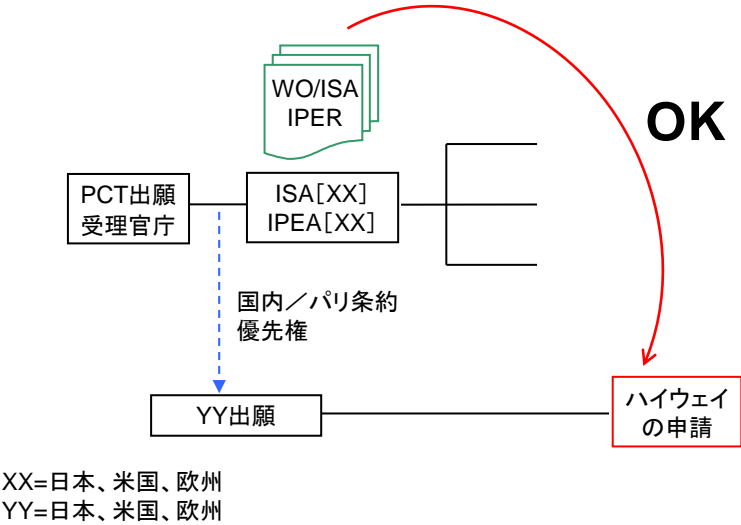 WO/ISA
IPER
OK
PCT出願
受理官庁
ISA[XX]
IPEA[XX]
国内／パリ条約
優先権
YY出願
ハイウェイ
の申請
XX=日本、米国、欧州
YY=日本、米国、欧州